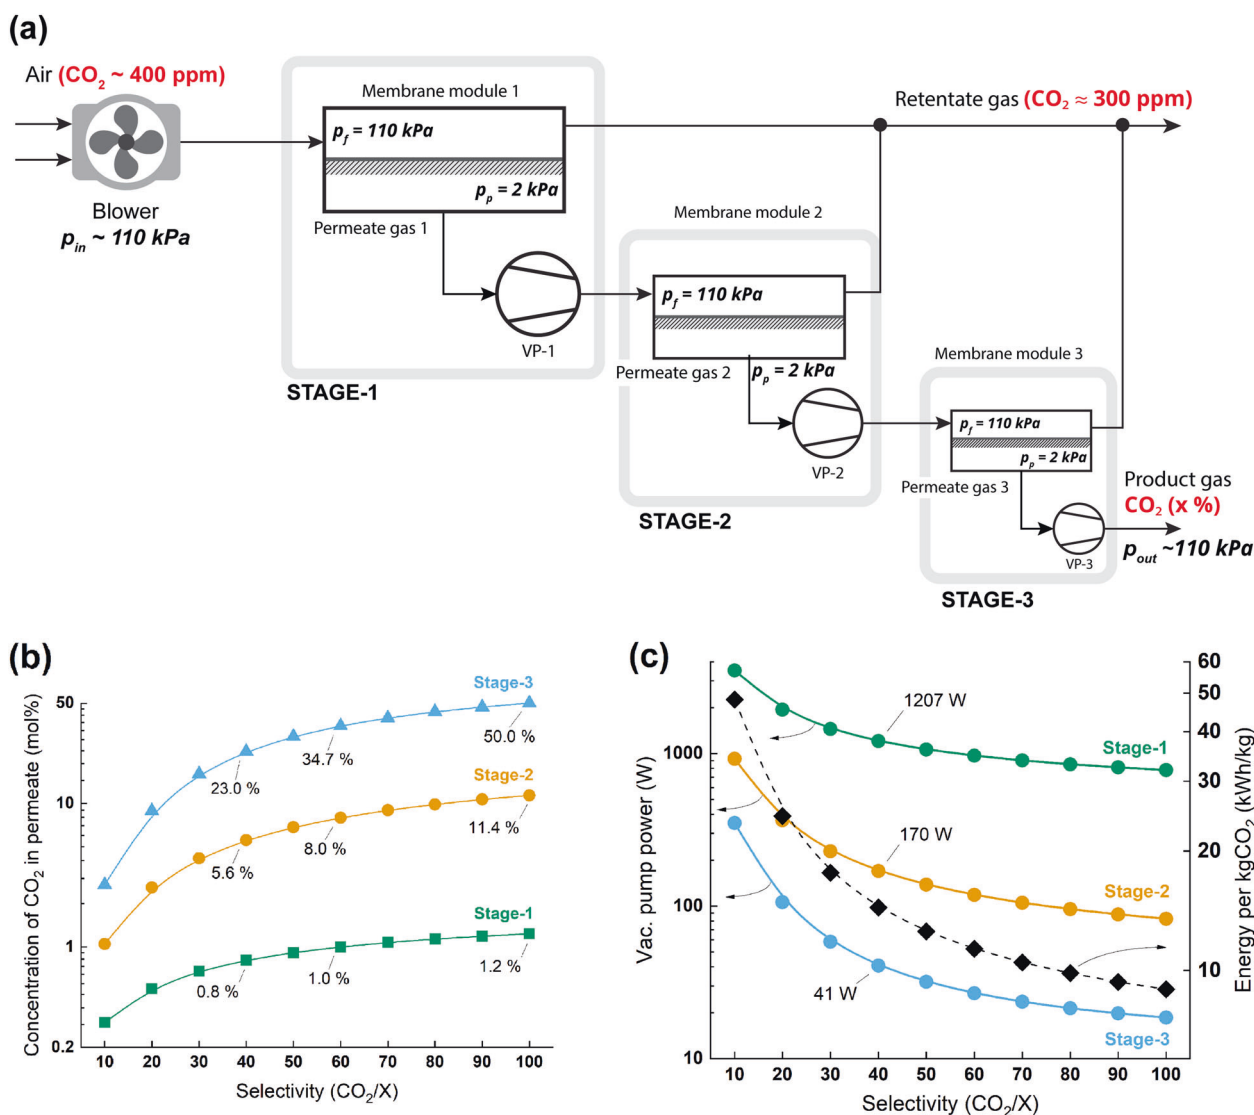 (a)
Air (CO2 ~ 400 ppm)
Blower
pin ~ 110 kPa
Membrane module 1
pf = 110 kPa
pp = 2 kPa
Permeate gas 1
VP-1
STAGE-1
Retentate gas (CO2 ≈ 300 ppm)
Membrane module 2
pf = 110 kPa
Permeate gas 2
pp = 2 kPa
VP-2
STAGE-2
Membrane module 3
pf = 110 kPa
pp = 2 kPa
Permeate gas 3
VP-3
STAGE-3
Product gas
CO2 (x %)
pout ~110 kPa
(b)
Concentration of CO2 in permeate (mol%)
50
10
1
0.2
Stage-3
23.0 %
34.7 %
50.0 %
Stage-2
5.6 %
8.0 %
11.4 %
Stage-1
0.8 %
1.0 %
1.2 %
10 20 30 40 50 60 70 80 90 100
Selectivity (CO2/X)
(c)
Vac. pump power (W)
1000
100
10
1207 W
Stage-1
170 W
Stage-2
41 W
Stage-3
60
50
40
30
20
10
Energy per kgCO2 (kWh/kg)
10 20 30 40 50 60 70 80 90 100
Selectivity (CO2/X)